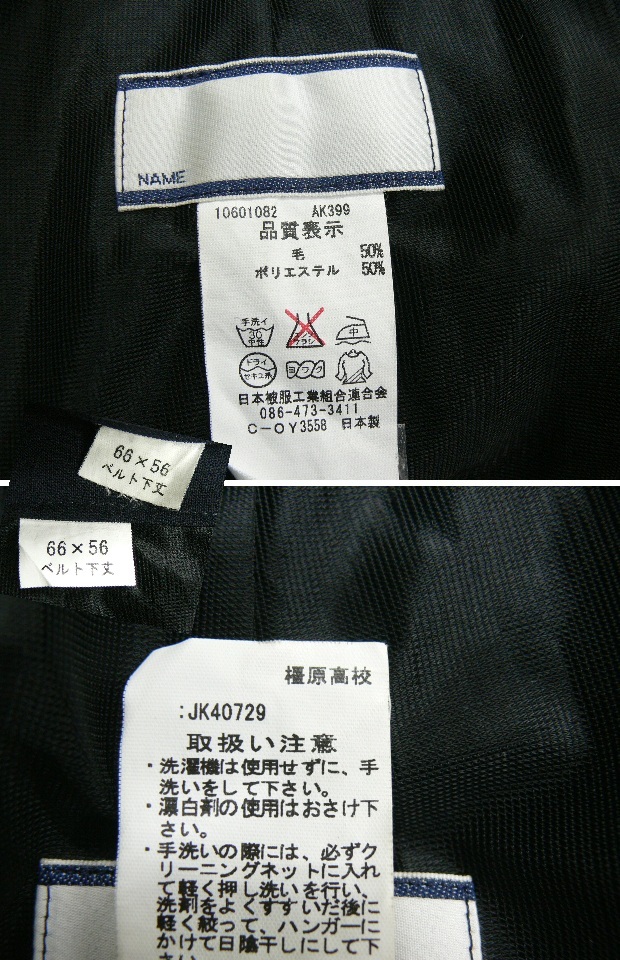 NAME
10601082 AK399
品質表示
毛 50%
ポリエステル 50%
手洗イ
30
中性
中
ドライ
セキユ系
ヨワク
日本被服工業組合連合会
086-473-3411
C-OY3558 日本製
66×56
ベルト下丈
66×56
ベルト下丈
橿原高校
:JK40729
取扱い注意
・洗濯機は使用せずに、手
洗いをして下さい。
・漂白剤の使用はおさけ下
さい。
・手洗いの際には、必ずク
リーニングネットに入れ
て軽く押し洗いを行い、
洗剤をよくすすいだ後に
軽く絞って、ハンガーに
かけて日陰干しにして下